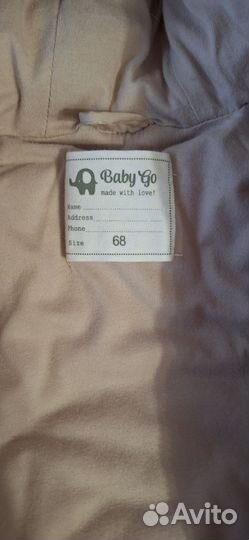 Baby Go
made with love!
Name
Address
Phone
Size 68
Avito